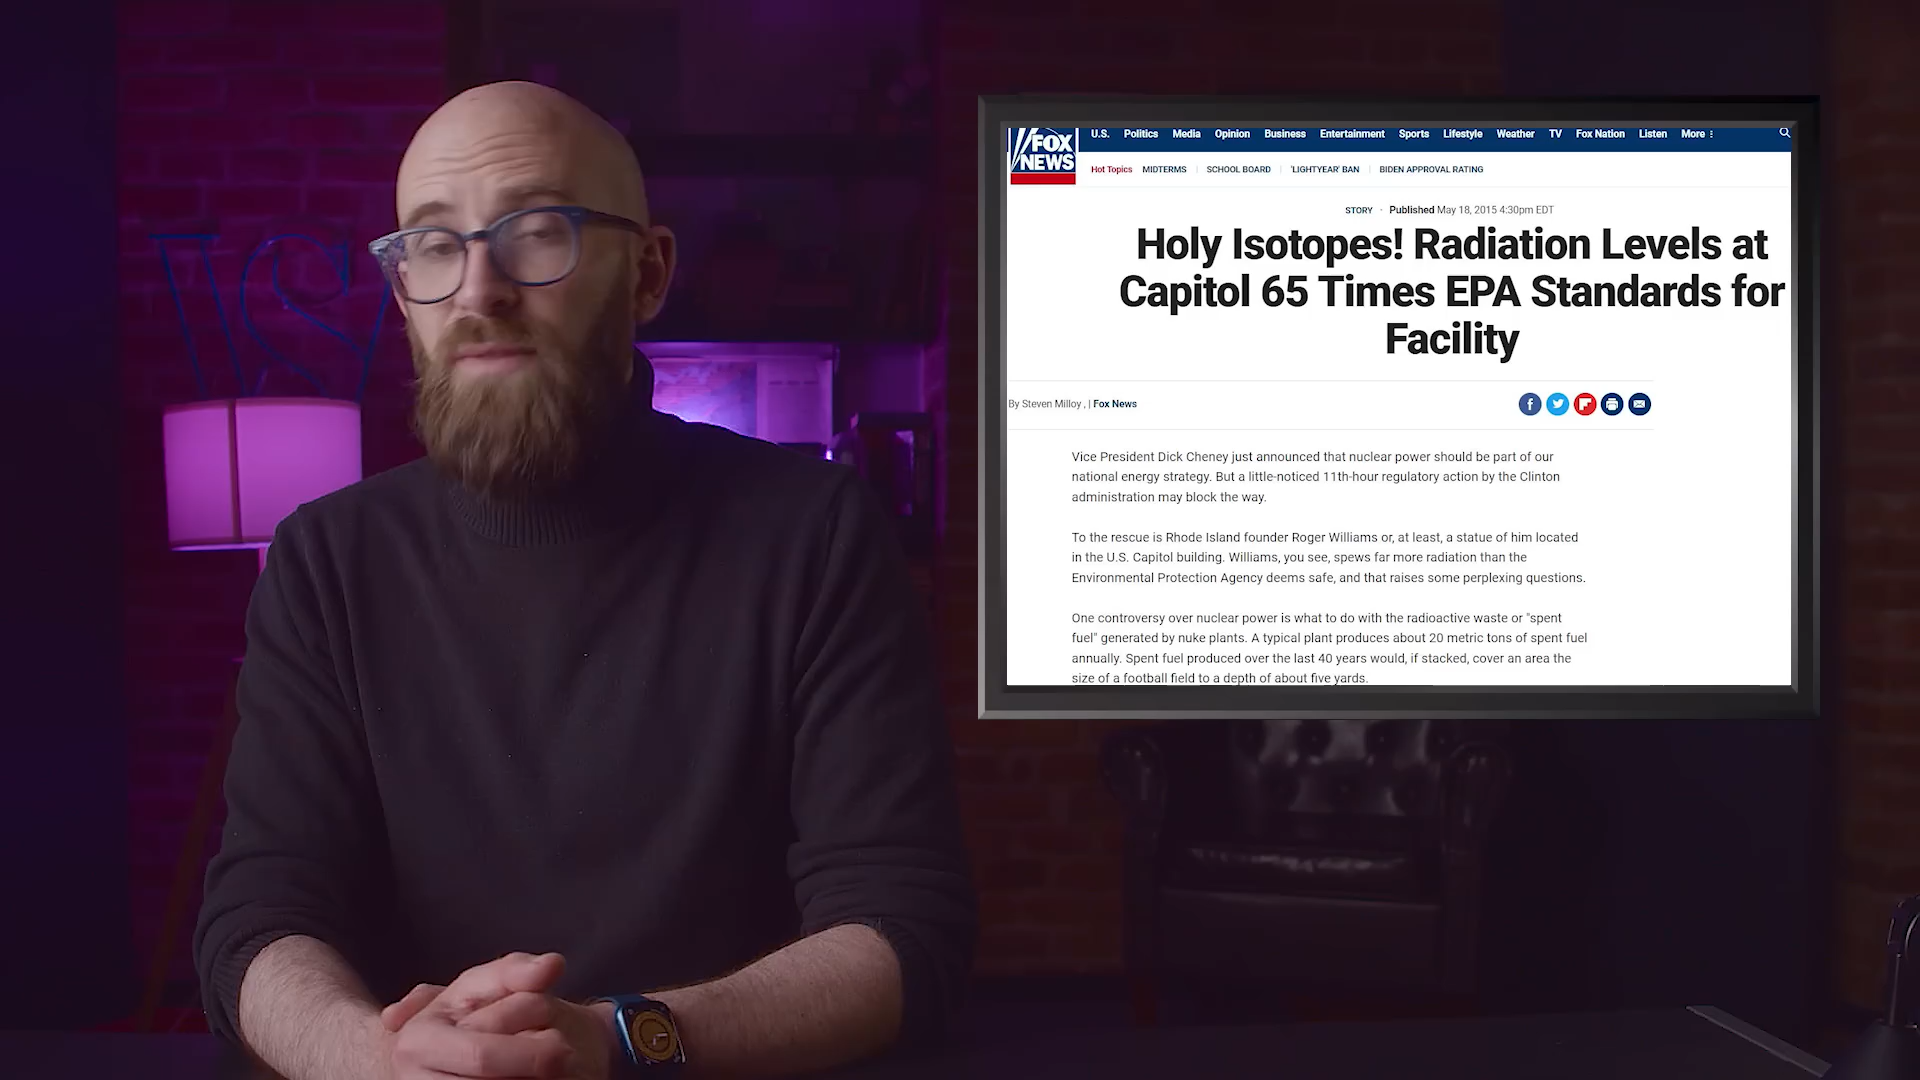 FOX
NEWS
U.S. Politics Media Opinion Business Entertainment Sports Lifestyle Weather TV Fox Nation Listen More
Hot Topics MIDTERMS SCHOOL BOARD 'LIGHTYEAR' BAN BIDEN APPROVAL RATING
STORY - Published May 18, 2015 4:30pm EDT
Holy Isotopes! Radiation Levels at
Capitol 65 Times EPA Standards for
Facility
By Steven Milloy , | Fox News
Vice President Dick Cheney just announced that nuclear power should be part of our
national energy strategy. But a little-noticed 11th-hour regulatory action by the Clinton
administration may block the way.
To the rescue is Rhode Island founder Roger Williams or, at least, a statue of him located
in the U.S. Capitol building. Williams, you see, spews far more radiation than the
Environmental Protection Agency deems safe, and that raises some perplexing questions.
One controversy over nuclear power is what to do with the radioactive waste or "spent
fuel" generated by nuke plants. A typical plant produces about 20 metric tons of spent fuel
annually. Spent fuel produced over the last 40 years would, if stacked, cover an area the
size of a football field to a depth of about five yards.